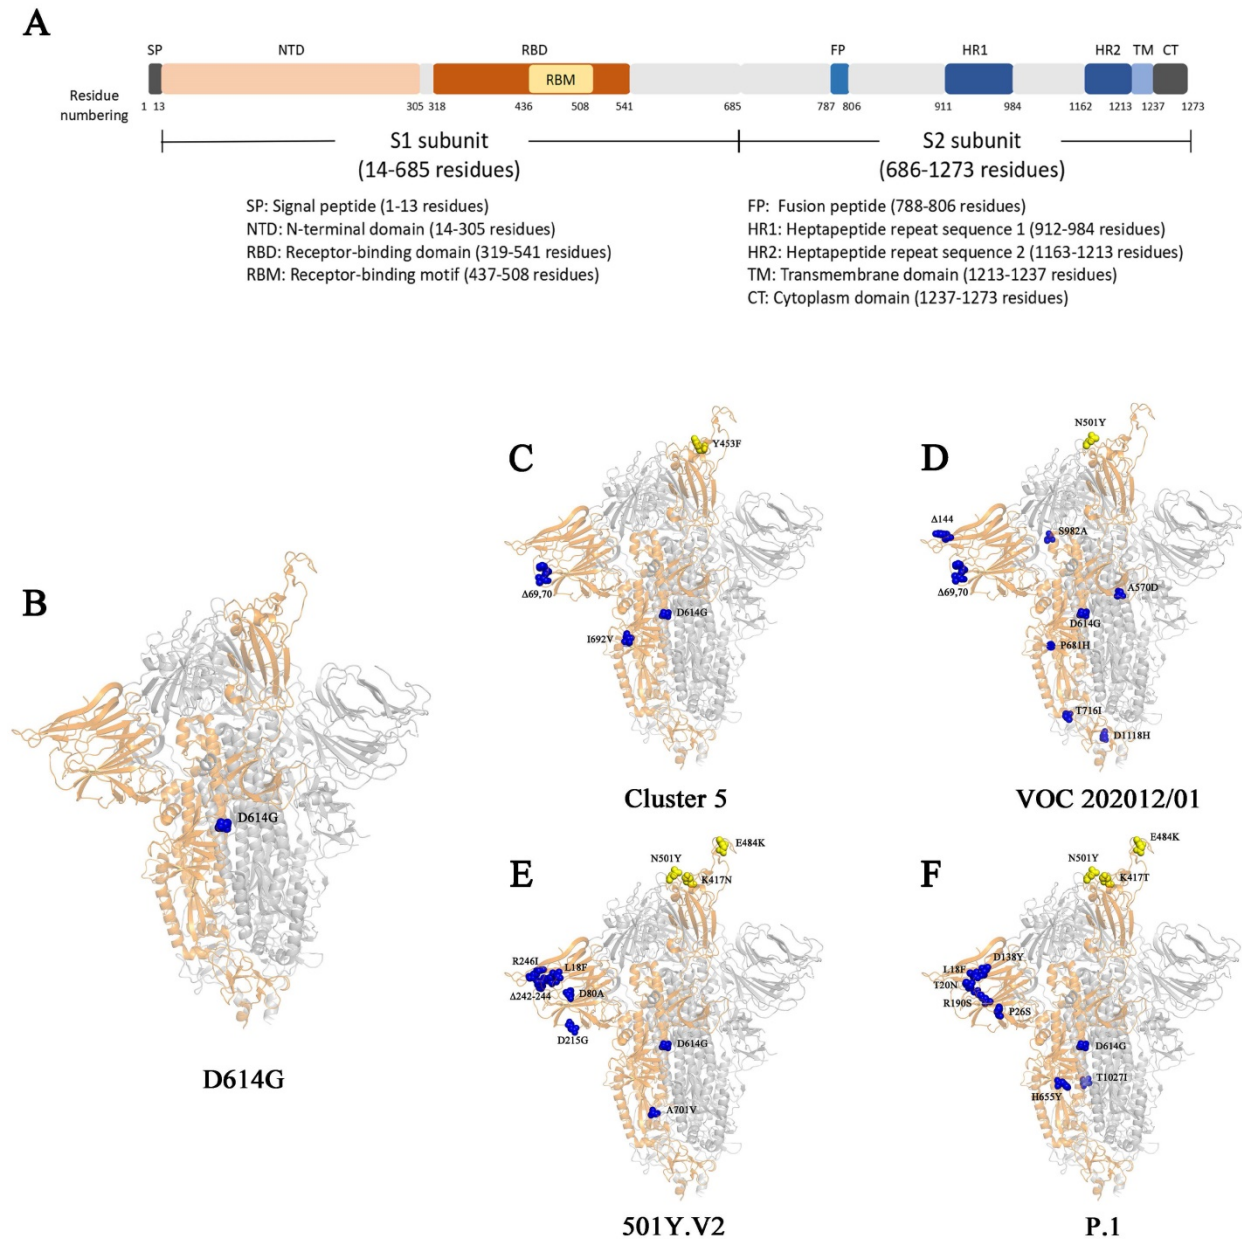 A
SP NTD RBD FP HR1 HR2 TM CT
RBM
Residue
numbering
1 13 305 318 436 508 541 685 787 806 911 984 1162 1213 1237 1273
S1 subunit
(14-685 residues)
S2 subunit
(686-1273 residues)
SP: Signal peptide (1-13 residues)
NTD: N-terminal domain (14-305 residues)
RBD: Receptor-binding domain (319-541 residues)
RBM: Receptor-binding motif (437-508 residues)
FP: Fusion peptide (788-806 residues)
HR1: Heptapeptide repeat sequence 1 (912-984 residues)
HR2: Heptapeptide repeat sequence 2 (1163-1213 residues)
TM: Transmembrane domain (1213-1237 residues)
CT: Cytoplasm domain (1237-1273 residues)
B
D614G
D614G
C
Y453F
Δ69,70
D614G
I692V
Cluster 5
D
N501Y
Δ144
S982A
Δ69,70
A570D
D614G
P681H
T716I
D1118H
VOC 202012/01
E
E484K
N501Y
K417N
R246I
L18F
Δ242-244
D80A
D215G
D614G
A701V
501Y.V2
F
E484K
N501Y
K417T
D138Y
L18F
T20N
R190S
P26S
D614G
T1027I
H655Y
P.1